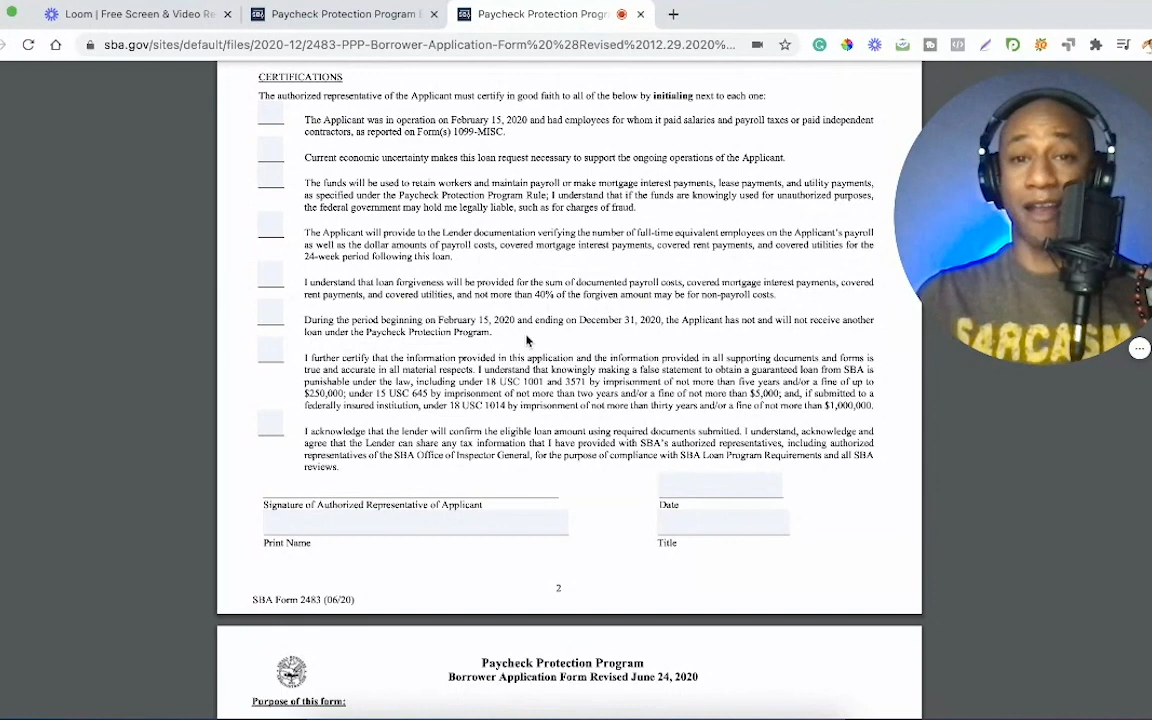 Loom | Free Screen & Video Re
Paycheck Protection Program
Paycheck Protection Progr
sba.gov/sites/default/files/2020-12/2483-PPP-Borrower-Application-Form%20%28Revised%2012.29.2020%...
CERTIFICATIONS
The authorized representative of the Applicant must certify in good faith to all of the below by initialing next to each one:
The Applicant was in operation on February 15, 2020 and had employees for whom it paid salaries and payroll taxes or paid independent
contractors, as reported on Form(s) 1099-MISC.
Current economic uncertainty makes this loan request necessary to support the ongoing operations of the Applicant.
The funds will be used to retain workers and maintain payroll or make mortgage interest payments, lease payments, and utility payments,
as specified under the Paycheck Protection Program Rule; I understand that if the funds are knowingly used for unauthorized purposes,
the federal government may hold me legally liable, such as for charges of fraud.
The Applicant will provide to the Lender documentation verifying the number of full-time equivalent employees on the Applicant's payroll
as well as the dollar amounts of payroll costs, covered mortgage interest payments, covered rent payments, and covered utilities for the
24-week period following this loan.
I understand that loan forgiveness will be provided for the sum of documented payroll costs, covered mortgage interest payments, covered
rent payments, and covered utilities, and not more than 40% of the forgiven amount may be for non-payroll costs.
During the period beginning on February 15, 2020 and ending on December 31, 2020, the Applicant has not and will not receive another
loan under the Paycheck Protection Program.
I further certify that the information provided in this application and the information provided in all supporting documents and forms is
true and accurate in all material respects. I understand that knowingly making a false statement to obtain a guaranteed loan from SBA is
punishable under the law, including under 18 USC 1001 and 3571 by imprisonment of not more than five years and/or a fine of up to
$250,000; under 15 USC 645 by imprisonment of not more than two years and/or a fine of not more than $5,000; and, if submitted to a
federally insured institution, under 18 USC 1014 by imprisonment of not more than thirty years and/or a fine of not more than $1,000,000.
I acknowledge that the lender will confirm the eligible loan amount using required documents submitted. I understand, acknowledge and
agree that the Lender can share any tax information that I have provided with SBA's authorized representatives, including authorized
representatives of the SBA Office of Inspector General, for the purpose of compliance with SBA Loan Program Requirements and all SBA
reviews.
Signature of Authorized Representative of Applicant
Date
Print Name
Title
2
SBA Form 2483 (06/20)
Paycheck Protection Program
Borrower Application Form Revised June 24, 2020
Purpose of this form:
SARCASM